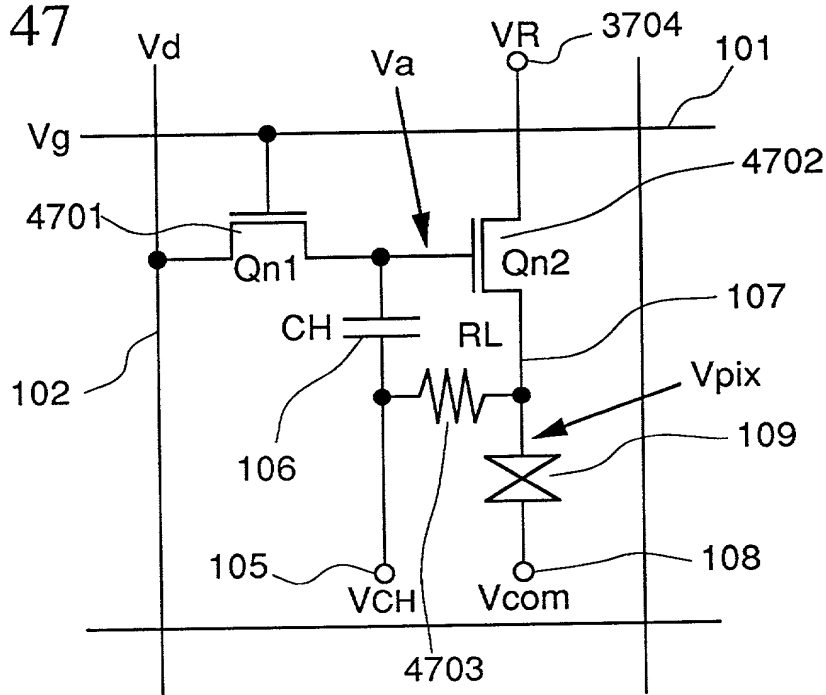 47
Vd
VR
3704
Va
101
Vg
4702
4701
Qn1
Qn2
107
CH
RL
102
Vpix
109
106
105
108
VCH
Vcom
4703